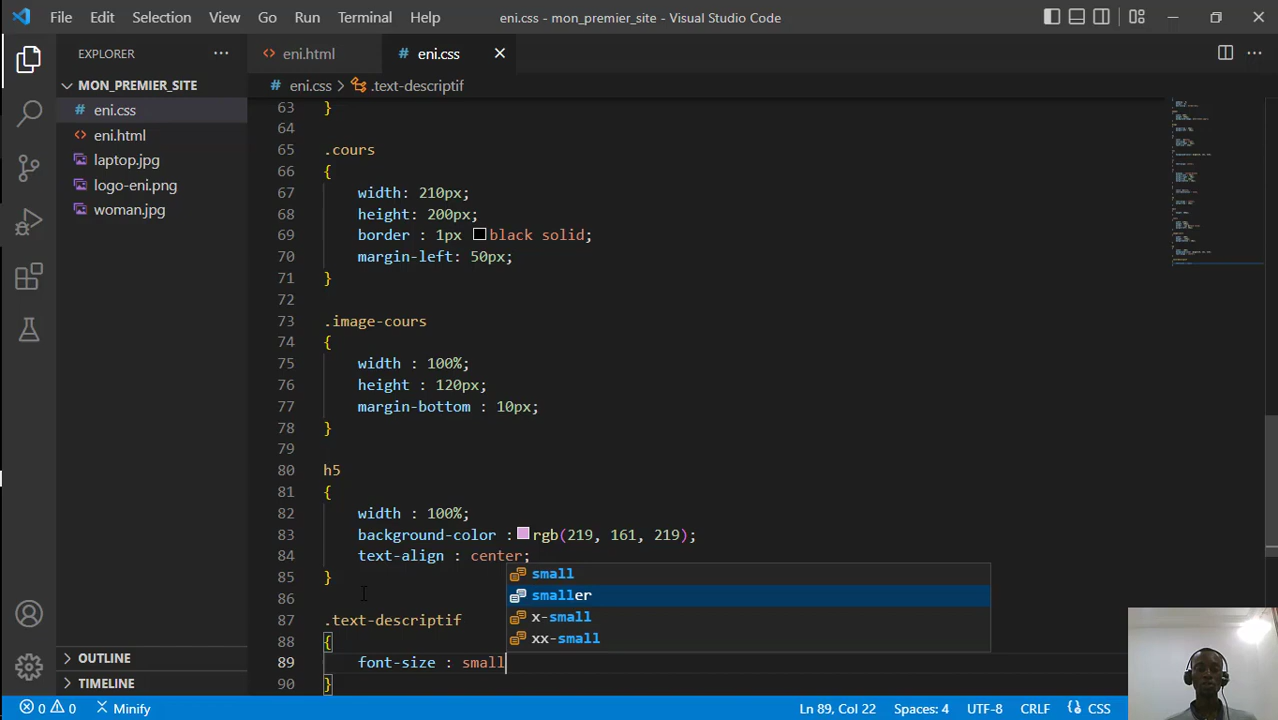 File Edit Selection View Go Run Terminal Help eni.css - mon_premier_site - Visual Studio Code
EXPLORER
MON_PREMIER_SITE
eni.css
eni.html
laptop.jpg
logo-eni.png
woman.jpg
OUTLINE
TIMELINE
eni.html
eni.css
eni.css > .text-descriptif
63 }
64
65 .cours
66 {
67 width: 210px;
68 height: 200px;
69 border : 1px black solid;
70 margin-left: 50px;
71 }
72
73 .image-cours
74 {
75 width : 100%;
76 height : 120px;
77 margin-bottom : 10px;
78 }
79
80 h5
81 {
82 width : 100%;
83 background-color : rgb(219, 161, 219);
84 text-align : center;
85 }
86
87 .text-descriptif
88 {
89 font-size : small
90 }
small
smaller
x-small
xx-small
0 0 Minify Ln 89, Col 22 Spaces: 4 UTF-8 CRLF CSS